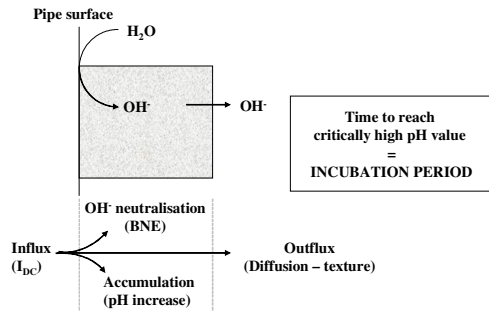 Pipe surface
H₂O
OH⁻
OH⁻
Time to reach
critically high pH value
=
INCUBATION PERIOD
OH⁻ neutralisation
(BNE)
Influx
(I_DC)
Outflux
(Diffusion – texture)
Accumulation
(pH increase)